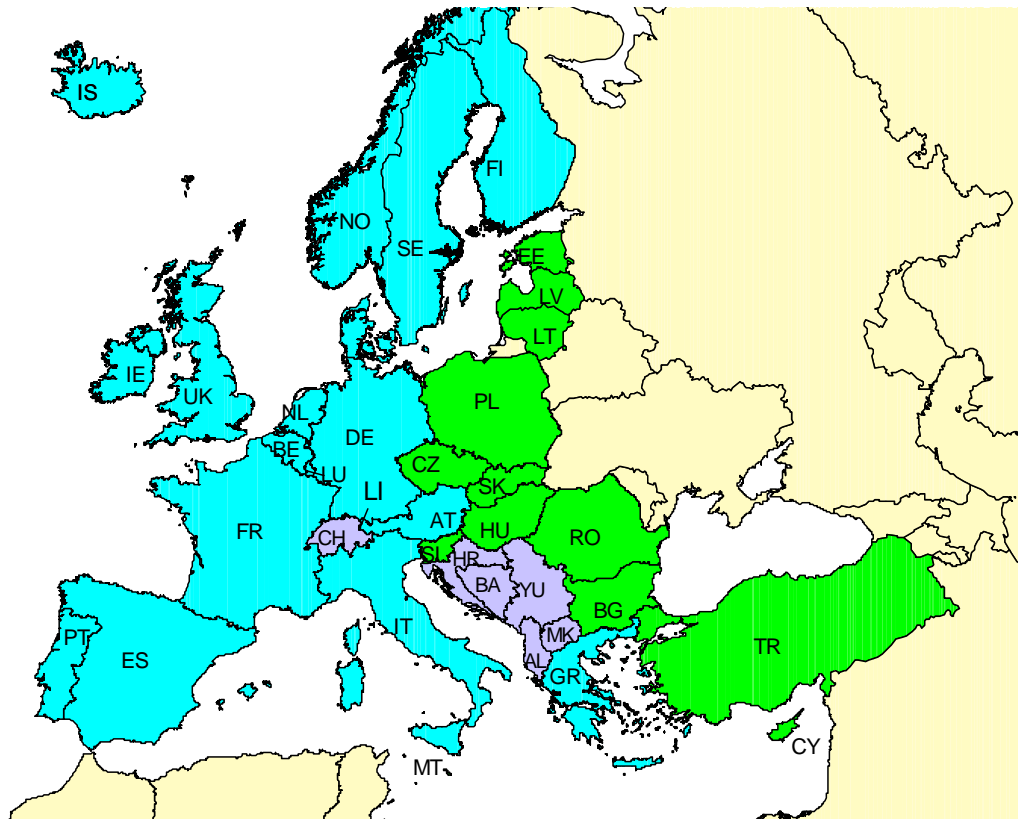 IS
FI
NO
SE
EE
LV
LT
IE
UK
NL
PL
DE
BE
CZ
LU
SK
LI
AT
FR
HU
CH
RO
SL
HR
BA
YU
BG
PT
IT
MK
ES
TR
AL
GR
CY
MT